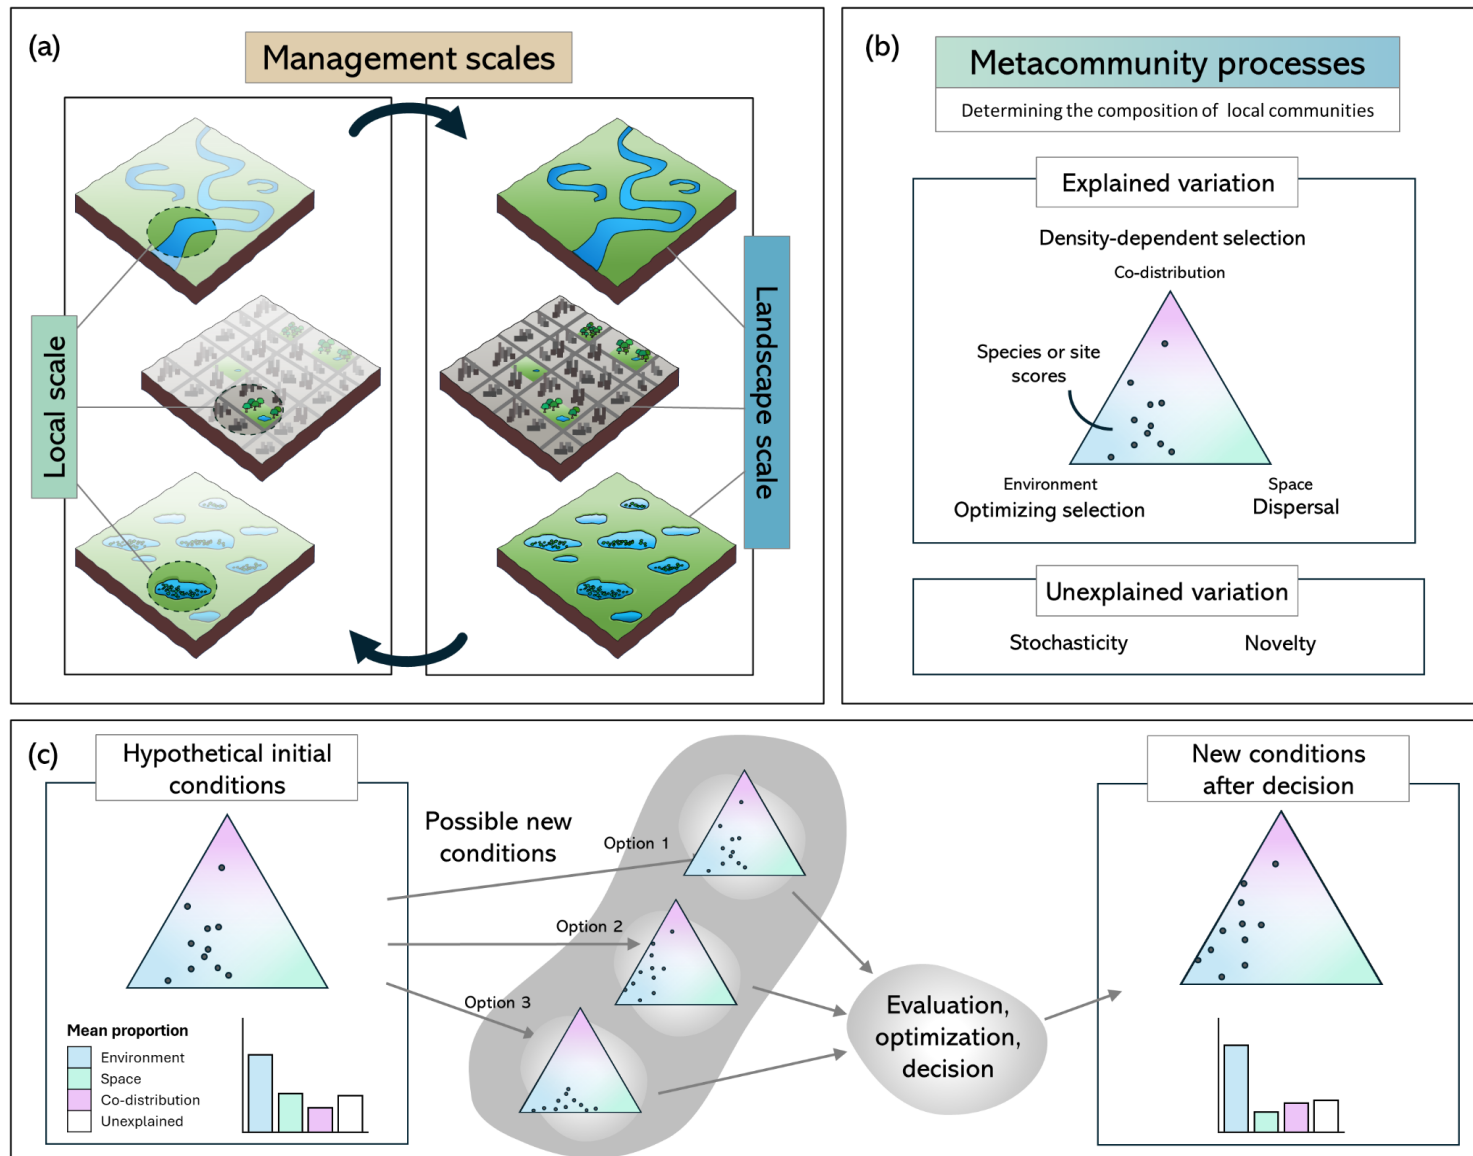 (a)
Management scales
Local scale
Landscape scale
(b)
Metacommunity processes
Determining the composition of local communities
Explained variation
Density-dependent selection
Co-distribution
Species or site
scores
Environment
Optimizing selection
Space
Dispersal
Unexplained variation
Stochasticity
Novelty
(c)
Hypothetical initial
conditions
Mean proportion
Environment
Space
Co-distribution
Unexplained
Possible new
conditions
Option 1
Option 2
Option 3
Evaluation,
optimization,
decision
New conditions
after decision